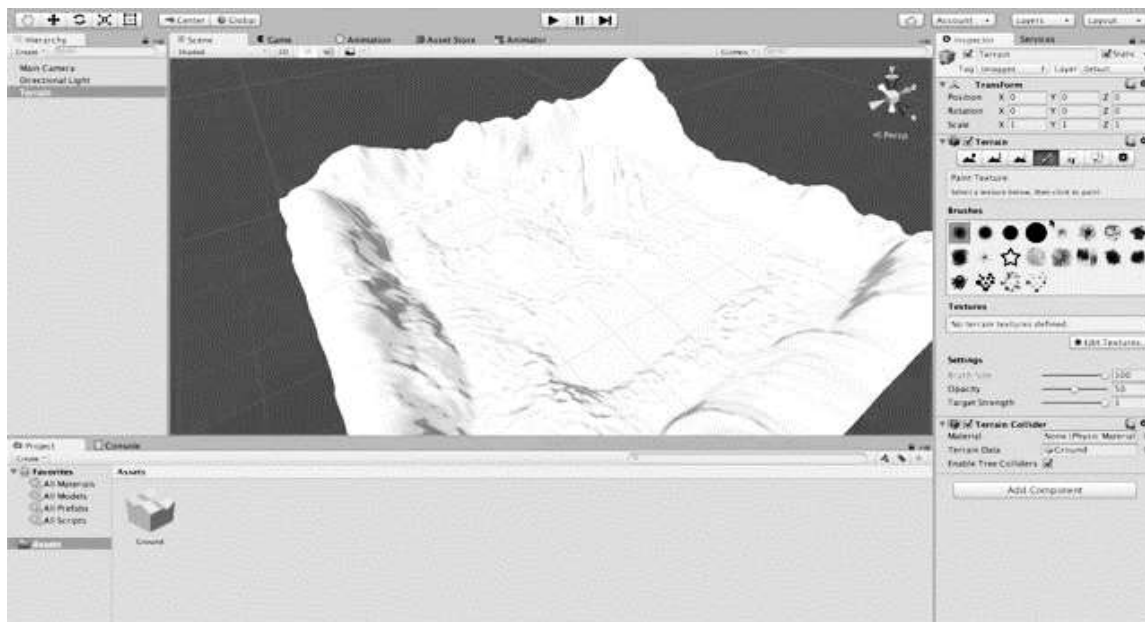 Center Global
Account Layers Layout
Hierarchy
Scene Game Animation Asset Store Animator
Inspector Services
Create
Shaded 2D Gizmos
Main Camera
Directional Light
Terrain
Persp
Terrain Static
Tag Untagged Layer Default
Transform
Position X 0 Y 0 Z 0
Rotation X 0 Y 0 Z 0
Scale X 1 Y 1 Z 1
Terrain
Paint Texture
Select a texture below, then click to paint
Brushes
Textures
No terrain textures defined.
Edit Textures...
Settings
Brush Size 100
Opacity 50
Target Strength 1
Terrain Collider
Material None (Physic Material)
Terrain Data Ground
Enable Tree Colliders
Add Component
Project Console
Create
Favorites
All Materials
All Models
All Prefabs
All Scripts
Assets
Assets
Ground